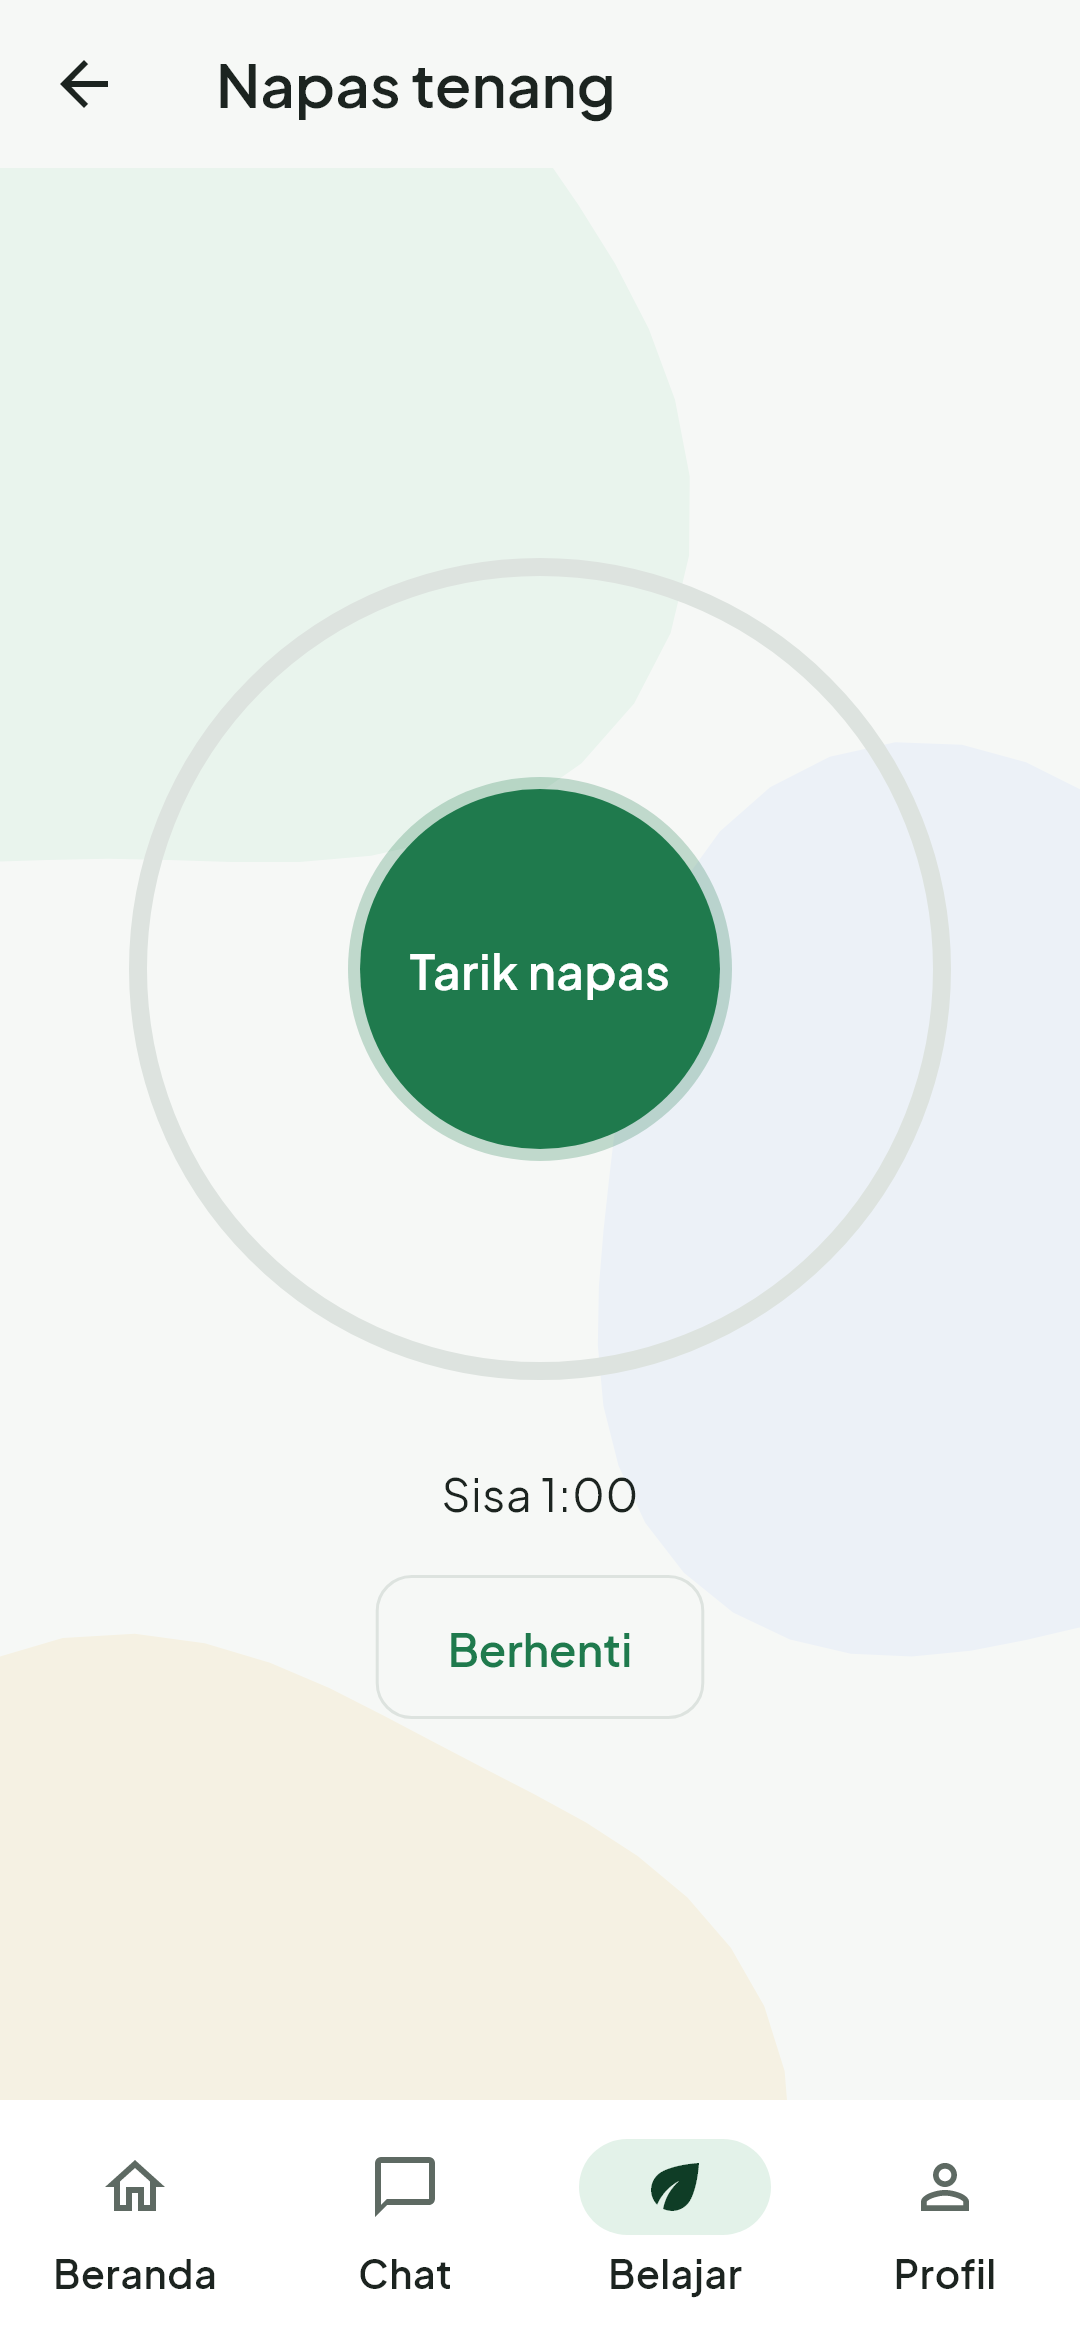 Napas tenang
Tarik napas
Sisa 1:00
Berhenti
Beranda
Chat
Belajar
Profil